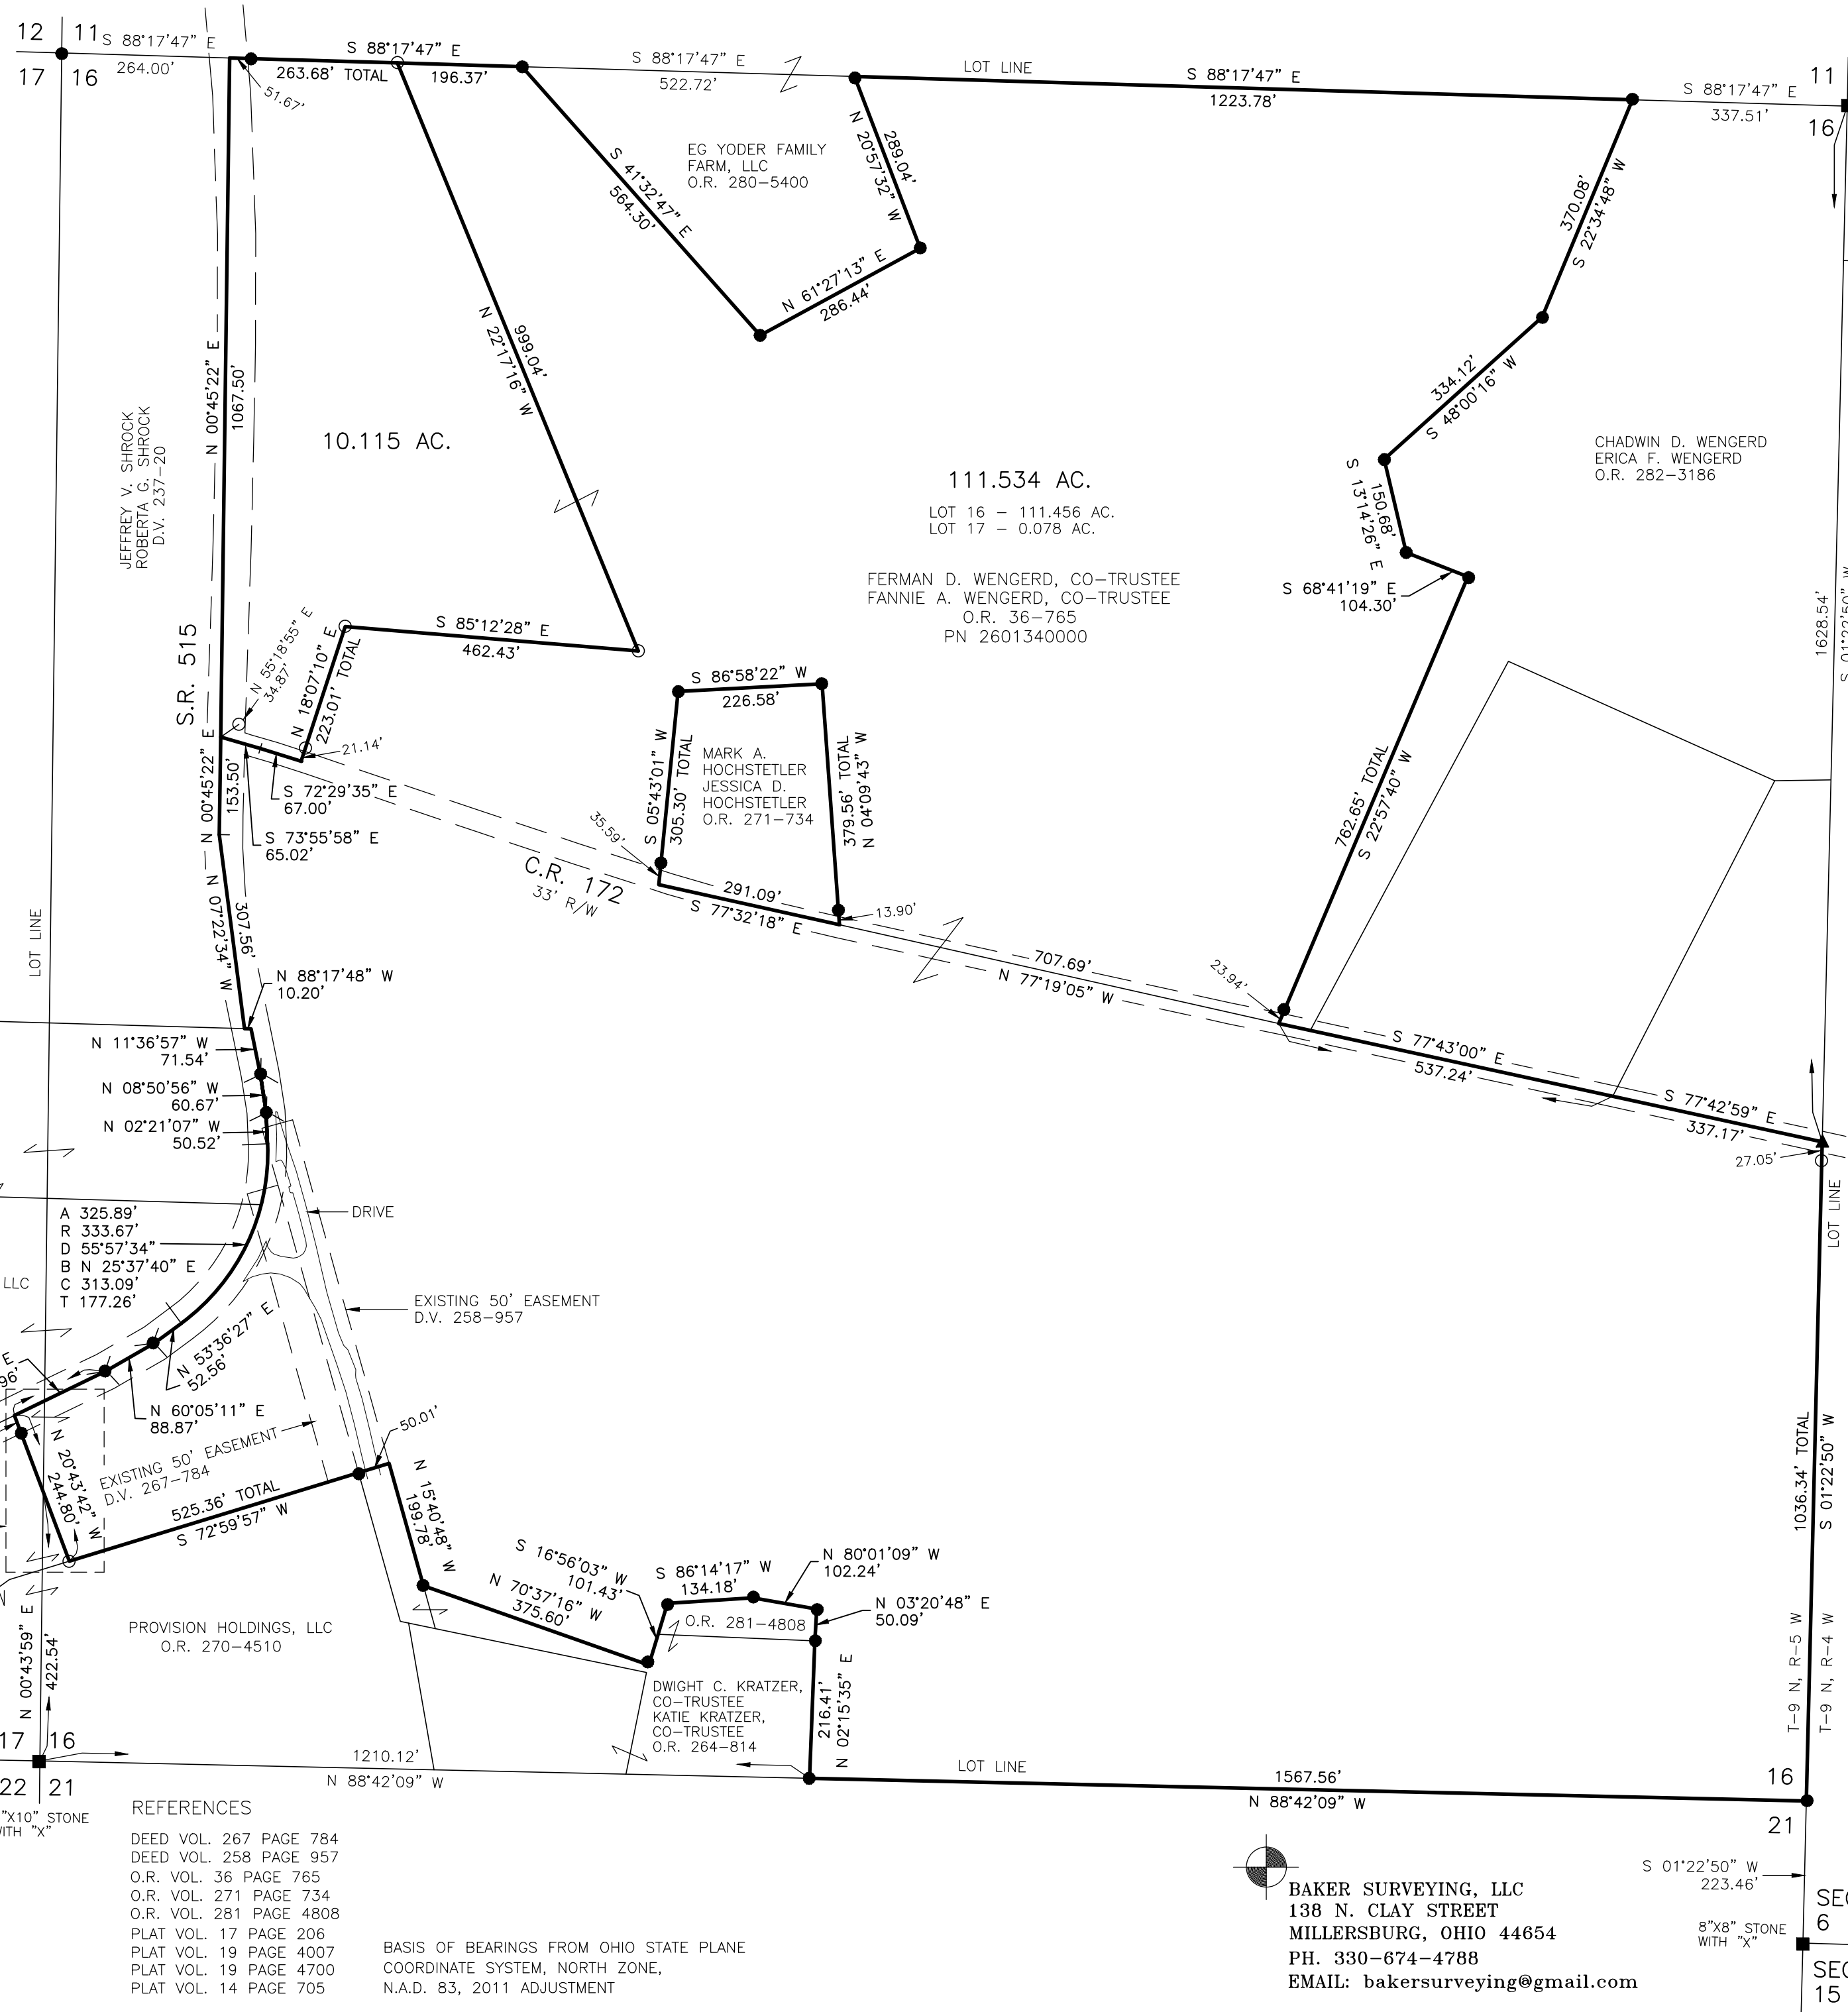 12
11
S 88°17'47" E
264.00'
17
16
S 88°17'47" E
263.68' TOTAL
196.37'
51.67'
S 88°17'47" E
522.72'
LOT LINE
S 88°17'47" E
1223.78'
S 88°17'47" E
337.51'
11
16
EG YODER FAMILY
FARM, LLC
O.R. 280-5400
S 41°32'47" E
564.30'
N 20°57'32" W
289.04'
N 61°27'13" E
286.44'
370.08'
S 22°34'48" W
334.12'
S 48°00'16" W
S 13°14'26" E
150.68'
S 68°41'19" E
104.30'
CHADWIN D. WENGERD
ERICA F. WENGERD
O.R. 282-3186
N 00°45'22" E
1067.50'
N 22°17'16" W
999.04'
10.115 AC.
JEFFREY V. SHROCK
ROBERTA G. SHROCK
D.V. 237-20
111.534 AC.
LOT 16 - 111.456 AC.
LOT 17 - 0.078 AC.
FERMAN D. WENGERD, CO-TRUSTEE
FANNIE A. WENGERD, CO-TRUSTEE
O.R. 36-765
PN 2601340000
1628.54'
S 01°22'50" W
S.R. 515
N 55°18'55" E
34.87'
N 18°07'10" E
223.01' TOTAL
S 85°12'28" E
462.43'
21.14'
S 72°29'35" E
67.00'
S 73°55'58" E
65.02'
N 00°45'22" E
153.50'
S 86°58'22" W
226.58'
S 05°43'01" W
305.30' TOTAL
MARK A.
HOCHSTETLER
JESSICA D.
HOCHSTETLER
O.R. 271-734
379.56' TOTAL
N 04°09'43" W
35.59'
C.R. 172
33' R/W
291.09'
S 77°32'18" E
13.90'
707.69'
N 77°19'05" W
762.65' TOTAL
S 22°57'40" W
23.94'
S 77°43'00" E
537.24'
S 77°42'59" E
337.17'
27.05'
LOT LINE
LOT LINE
N 07°22'34" W
307.56'
N 88°17'48" W
10.20'
N 11°36'57" W
71.54'
N 08°50'56" W
60.67'
N 02°21'07" W
50.52'
A 325.89'
R 333.67'
D 55°57'34"
B N 25°37'40" E
C 313.09'
T 177.26'
LLC
DRIVE
EXISTING 50' EASEMENT
D.V. 258-957
E
96'
N 53°36'27" E
52.56'
N 60°05'11" E
88.87'
N 20°43'42" W
244.80'
EXISTING 50' EASEMENT
D.V. 267-784
525.36' TOTAL
S 72°59'57" W
50.01'
N 15°40'48" W
199.78'
S 16°56'03" W
101.43'
N 70°37'16" W
375.60'
S 86°14'17" W
134.18'
N 80°01'09" W
102.24'
N 03°20'48" E
50.09'
O.R. 281-4808
DWIGHT C. KRATZER,
CO-TRUSTEE
KATIE KRATZER,
CO-TRUSTEE
O.R. 264-814
216.41'
N 02°15'35" E
PROVISION HOLDINGS, LLC
O.R. 270-4510
N 00°43'59" E
422.54'
1036.34' TOTAL
S 01°22'50" W
T-9 N, R-5 W
T-9 N, R-4 W
17
16
22
21
"X10" STONE
WITH "X"
1210.12'
N 88°42'09" W
LOT LINE
1567.56'
N 88°42'09" W
16
21
REFERENCES
DEED VOL. 267 PAGE 784
DEED VOL. 258 PAGE 957
O.R. VOL. 36 PAGE 765
O.R. VOL. 271 PAGE 734
O.R. VOL. 281 PAGE 4808
PLAT VOL. 17 PAGE 206
PLAT VOL. 19 PAGE 4007
PLAT VOL. 19 PAGE 4700
PLAT VOL. 14 PAGE 705
BASIS OF BEARINGS FROM OHIO STATE PLANE
COORDINATE SYSTEM, NORTH ZONE,
N.A.D. 83, 2011 ADJUSTMENT
BAKER SURVEYING, LLC
138 N. CLAY STREET
MILLERSBURG, OHIO 44654
PH. 330-674-4788
EMAIL: bakersurveying@gmail.com
S 01°22'50" W
223.46'
8"X8" STONE
WITH "X"
SEC
6
SEC
15